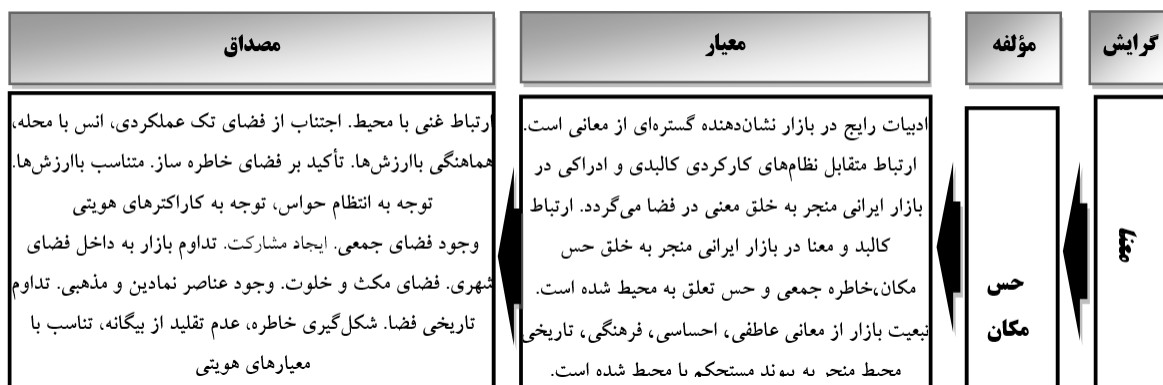 گرایش
مؤلفه
معیار
مصداق
معنا
حس
مکان
ادبیات رایج در بازار نشان‌دهنده گستره‌ای از معانی است.
ارتباط متقابل نظام‌های کارکردی کالبدی و ادراکی در
بازار ایرانی منجر به خلق معنی در فضا می‌گردد. ارتباط
کالبد و معنا در بازار ایرانی منجر به خلق حس
مکان،خاطره جمعی و حس تعلق به محیط شده است.
تبعیت بازار از معانی عاطفی، احساسی، فرهنگی، تاریخی
محیط منجر به پیوند مستحکم با محیط شده است.
ارتباط غنی با محیط. اجتناب از فضای تک عملکردی، انس با محله،
هماهنگی باارزش‌ها. تأکید بر فضای خاطره ساز. متناسب باارزش‌ها.
توجه به انتظام حواس، توجه به کاراکترهای هویتی
وجود فضای جمعی. ایجاد مشارکت. تداوم بازار به داخل فضای
شهری. فضای مکث و خلوت. وجود عناصر نمادین و مذهبی. تداوم
تاریخی فضا. شکل‌گیری خاطره، عدم تقلید از بیگانه، تناسب با
معیارهای هویتی